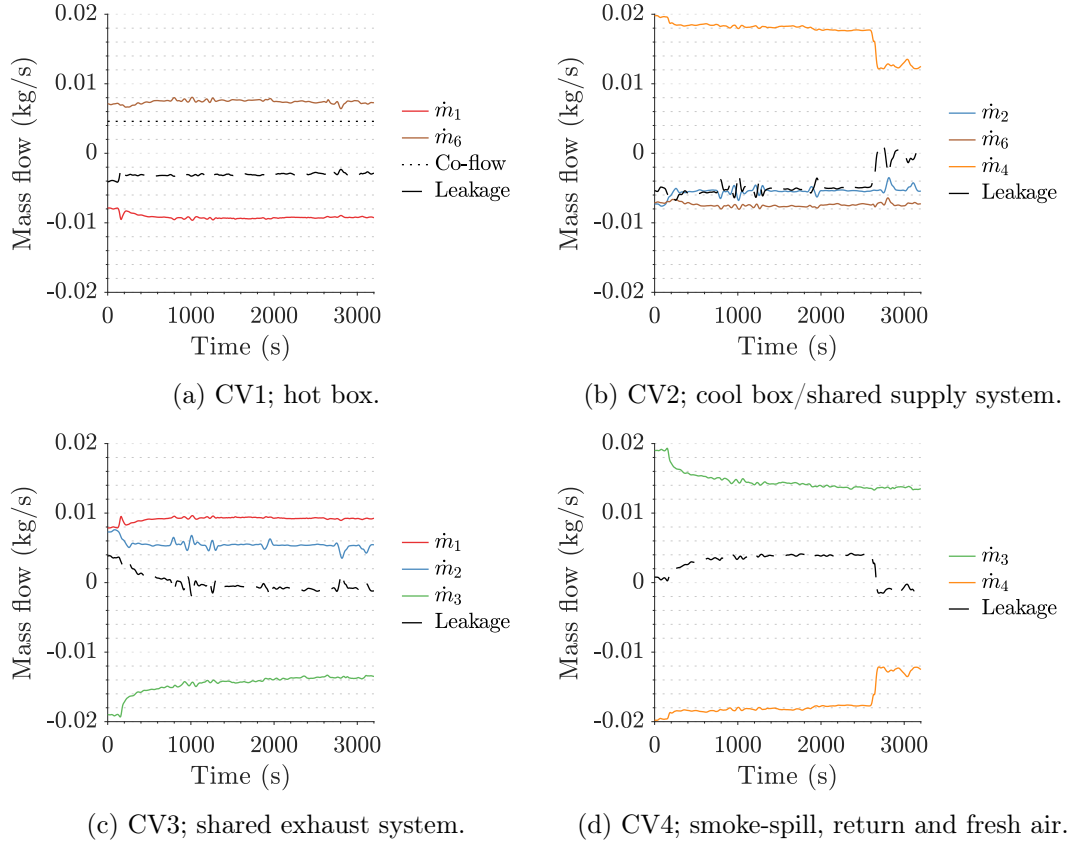 0.02
0.01
0
-0.01
-0.02
Mass flow (kg/s)
0 1000 2000 3000
Time (s)
ṁ1
ṁ6
Co-flow
Leakage
(a) CV1; hot box.
0.02
0.01
0
-0.01
-0.02
Mass flow (kg/s)
0 1000 2000 3000
Time (s)
ṁ2
ṁ6
ṁ4
Leakage
(b) CV2; cool box/shared supply system.
0.02
0.01
0
-0.01
-0.02
Mass flow (kg/s)
0 1000 2000 3000
Time (s)
ṁ1
ṁ2
ṁ3
Leakage
(c) CV3; shared exhaust system.
0.02
0.01
0
-0.01
-0.02
Mass flow (kg/s)
0 1000 2000 3000
Time (s)
ṁ3
ṁ4
Leakage
(d) CV4; smoke-spill, return and fresh air.